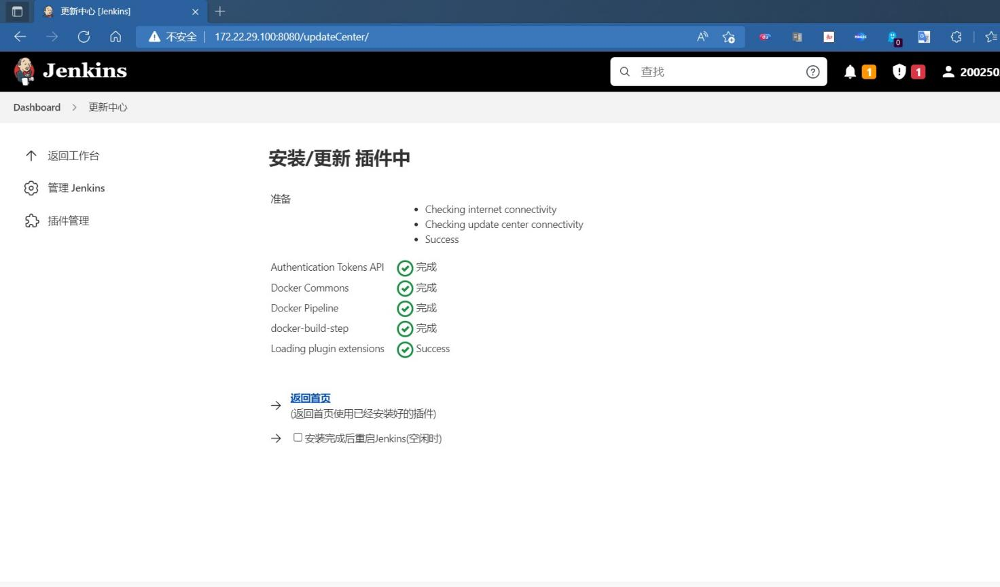 更新中心 [Jenkins]
不安全
172.22.29.100:8080/updateCenter/
Jenkins
查找
1
1
200250
Dashboard
更新中心
返回工作台
管理 Jenkins
插件管理
安装/更新 插件中
准备
Checking internet connectivity
Checking update center connectivity
Success
Authentication Tokens API 完成
Docker Commons 完成
Docker Pipeline 完成
docker-build-step 完成
Loading plugin extensions Success
返回首页
(返回首页使用已经安装好的插件)
安装完成后重启Jenkins(空闲时)